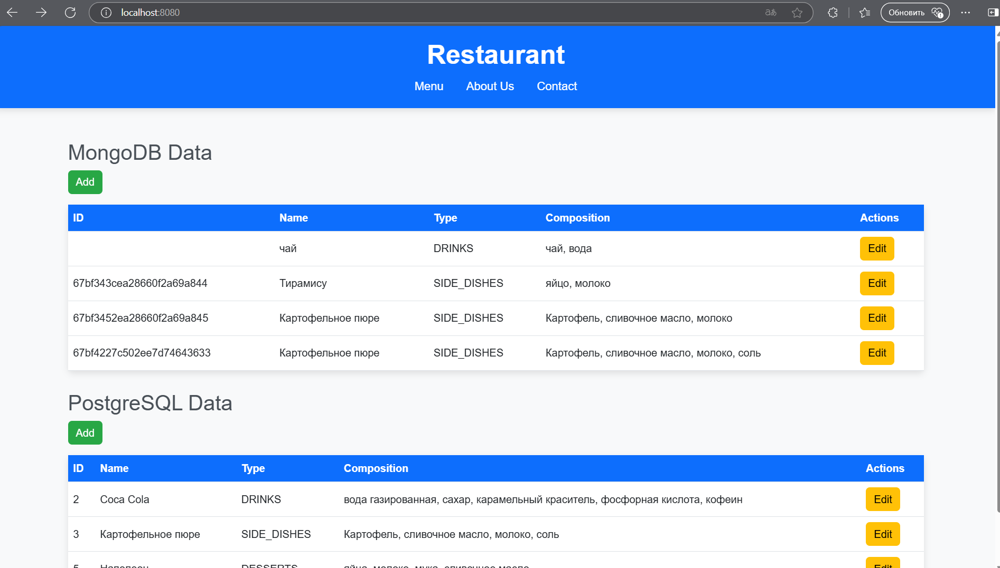 localhost:8080
Обновить
Restaurant
Menu About Us Contact
MongoDB Data
Add
ID Name Type Composition Actions
чай DRINKS чай, вода Edit
67bf343cea28660f2a69a844 Тирамису SIDE_DISHES яйцо, молоко Edit
67bf3452ea28660f2a69a845 Картофельное пюре SIDE_DISHES Картофель, сливочное масло, молоко Edit
67bf4227c502ee7d74643633 Картофельное пюре SIDE_DISHES Картофель, сливочное масло, молоко, соль Edit
PostgreSQL Data
Add
ID Name Type Composition Actions
2 Coca Cola DRINKS вода газированная, сахар, карамельный краситель, фосфорная кислота, кофеин Edit
3 Картофельное пюре SIDE_DISHES Картофель, сливочное масло, молоко, соль Edit
5 Наполеон DESSERTS яйца, молоко, мука, сливочное масло Edit